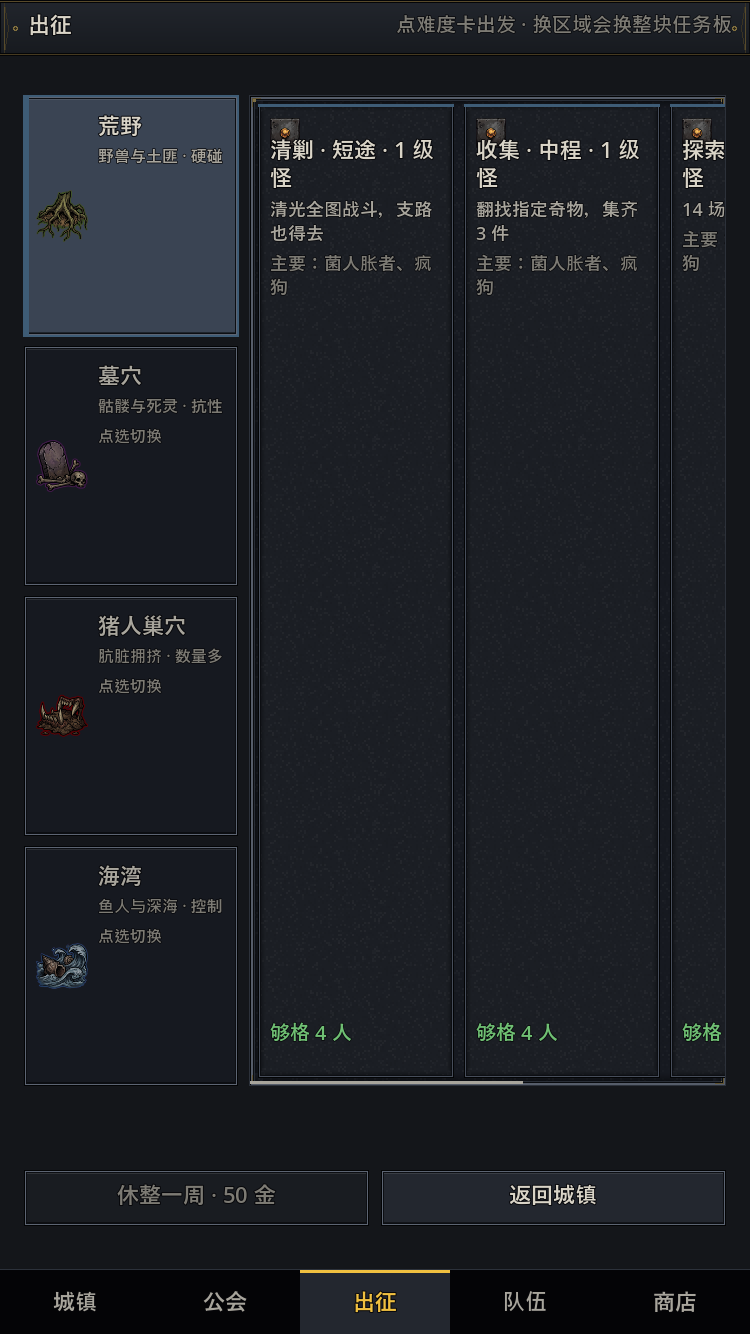 出征
点难度卡出发 · 换区域会换整块任务板
荒野
野兽与土匪 · 硬碰
墓穴
骷髅与死灵 · 抗性
点选切换
猪人巢穴
肮脏拥挤 · 数量多
点选切换
海湾
鱼人与深海 · 控制
点选切换
清剿 · 短途 · 1 级
怪
清光全图战斗，支路
也得去
主要：菌人胀者、疯
狗
够格 4 人
收集 · 中程 · 1 级
怪
翻找指定奇物，集齐
3 件
主要：菌人胀者、疯
狗
够格 4 人
探索
怪
14 场
主要
狗
够格
休整一周 · 50 金
返回城镇
城镇
公会
出征
队伍
商店